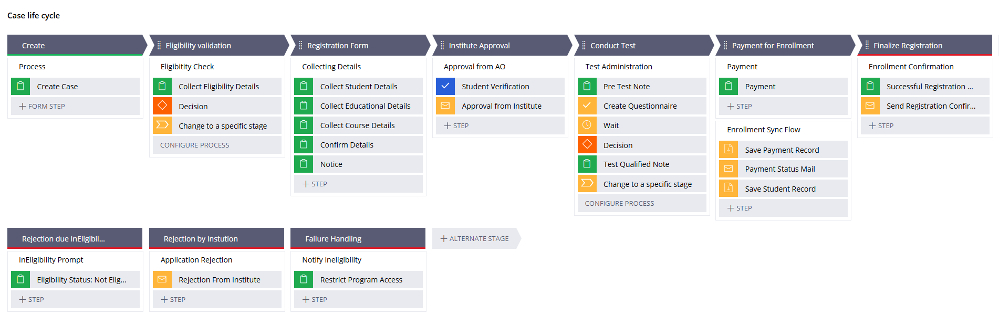 Case life cycle
Create
Eligibility validation
Registration Form
Institute Approval
Conduct Test
Payment for Enrollment
Finalize Registration
Process
Create Case
FORM STEP
Eligibitity Check
Collect Eligibility Details
Decision
Change to a specific stage
CONFIGURE PROCESS
Collecting Details
Collect Student Details
Collect Educational Details
Collect Course Details
Confirm Details
Notice
STEP
Approval from AO
Student Verification
Approval from Institute
STEP
Test Administration
Pre Test Note
Create Questionnaire
Wait
Decision
Test Qualified Note
Change to a specific stage
CONFIGURE PROCESS
Payment
Payment
STEP
Enrollment Sync Flow
Save Payment Record
Payment Status Mail
Save Student Record
STEP
Enrollment Confirmation
Successful Registration ...
Send Registration Confir...
STEP
Rejection due InEligibil...
Rejection by Instution
Failure Handling
ALTERNATE STAGE
InEligibility Prompt
Eligibility Status: Not Elig...
STEP
Application Rejection
Rejection From Institute
STEP
Notify Ineligibility
Restrict Program Access
STEP